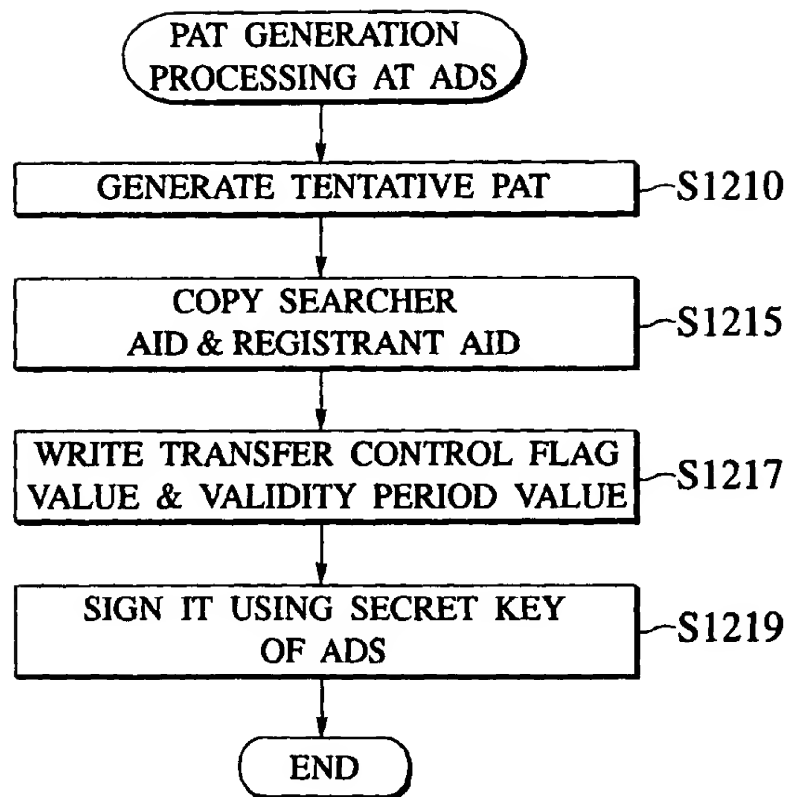 PAT GENERATION
PROCESSING AT ADS
GENERATE TENTATIVE PAT
S1210
COPY SEARCHER
AID & REGISTRANT AID
S1215
WRITE TRANSFER CONTROL FLAG
VALUE & VALIDITY PERIOD VALUE
S1217
SIGN IT USING SECRET KEY
OF ADS
S1219
END